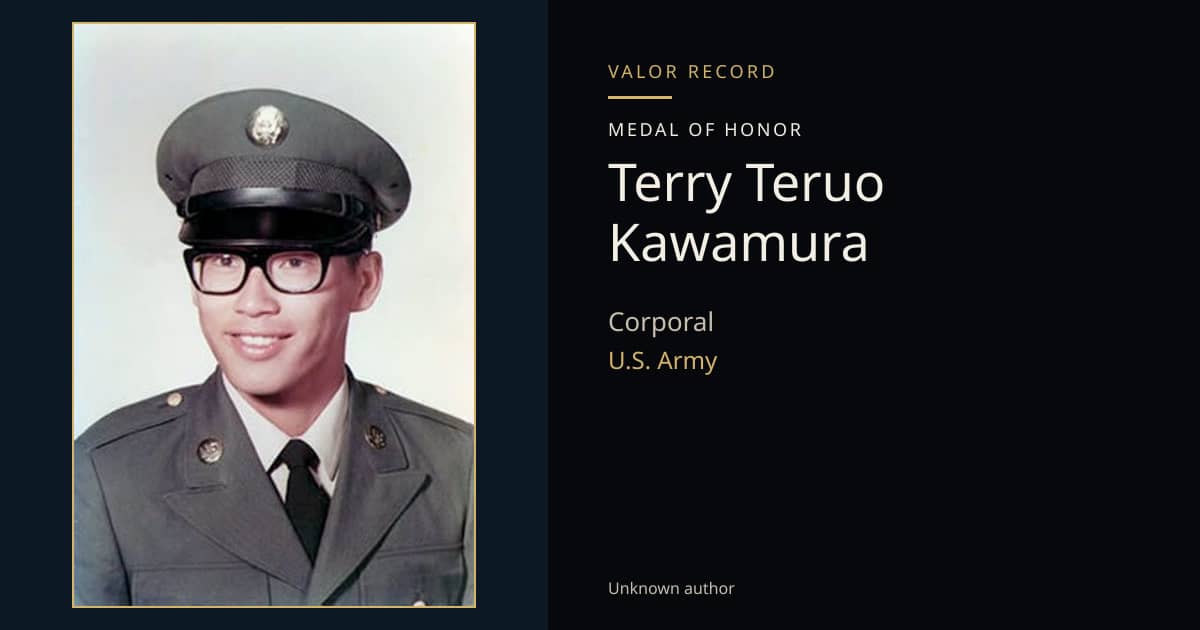 VALOR RECORD
MEDAL OF HONOR
Terry Teruo
Kawamura
Corporal
U.S. Army
Unknown author